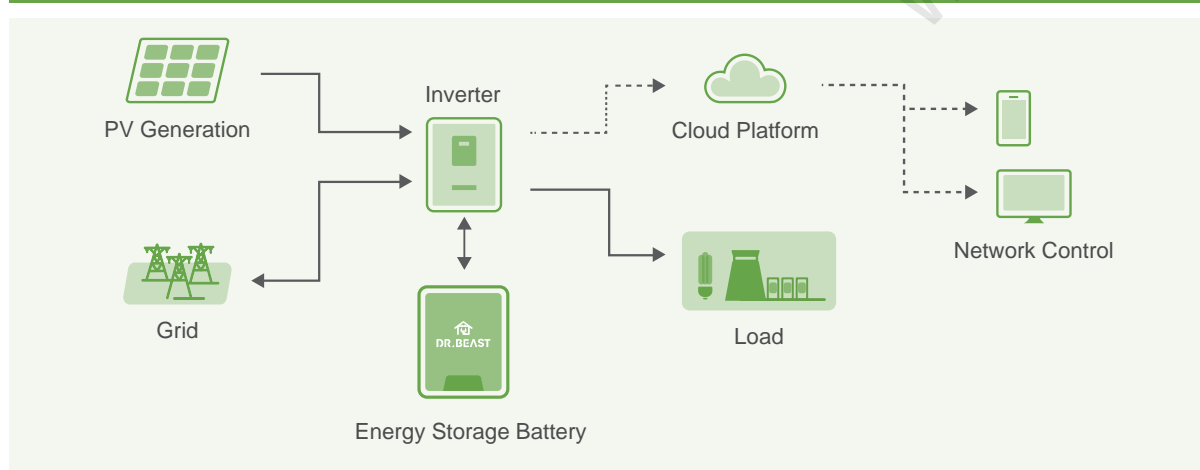 Inverter
PV Generation
Cloud Platform
Network Control
DR.BEAST
Grid
Load
Energy Storage Battery